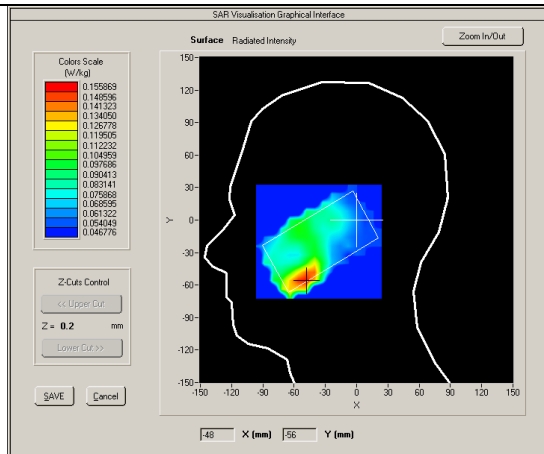 SAR Visualisation Graphical Interface
Surface Radiated Intensity
Zoom In/Out
Colors Scale
(W/kg)
0.155869
0.148596
0.141323
0.134050
0.126778
0.119505
0.112232
0.104959
0.097686
0.090413
0.083141
0.075868
0.068595
0.061322
0.054049
0.046776
Z-Cuts Control
<< Upper Cut
Z = 0.2 mm
Lower Cut >>
SAVE
Cancel
150
120
90
60
30
0
-30
-60
-90
-120
-150
Y
-150 -120 -90 -60 -30 0 30 60 90 120 150
X
-48 X (mm) -56 Y (mm)